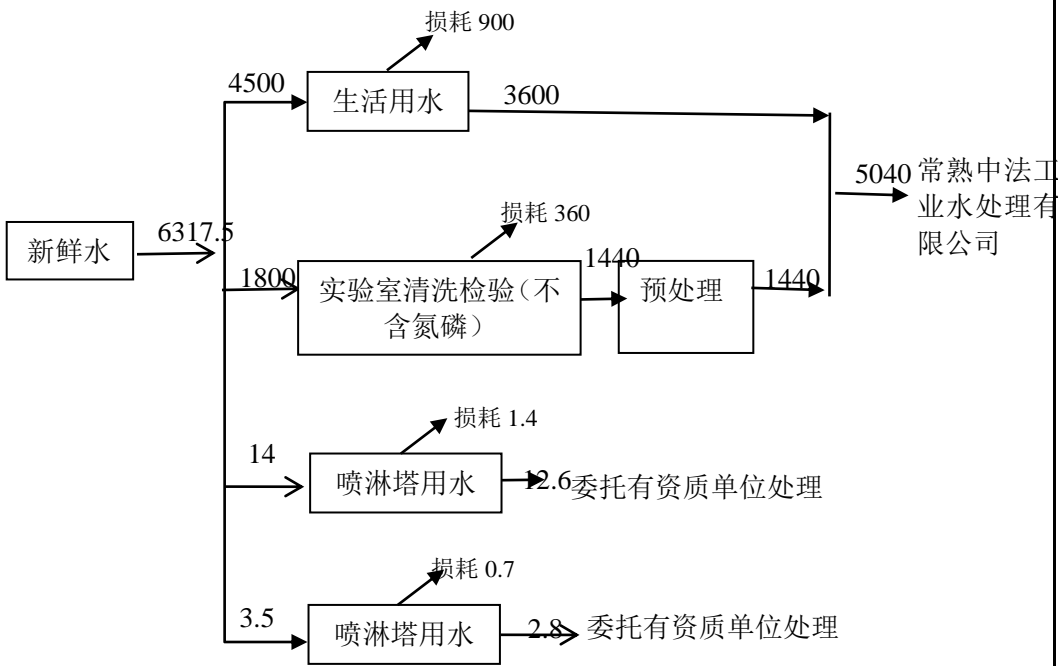 损耗 900
4500
生活用水
3600
5040
常熟中法工
业水处理有
限公司
新鲜水
6317.5
损耗 360
1800
实验室清洗检验（不
含氮磷）
1440
预处理
1440
损耗 1.4
14
喷淋塔用水
12.6
委托有资质单位处理
损耗 0.7
3.5
喷淋塔用水
2.8
委托有资质单位处理